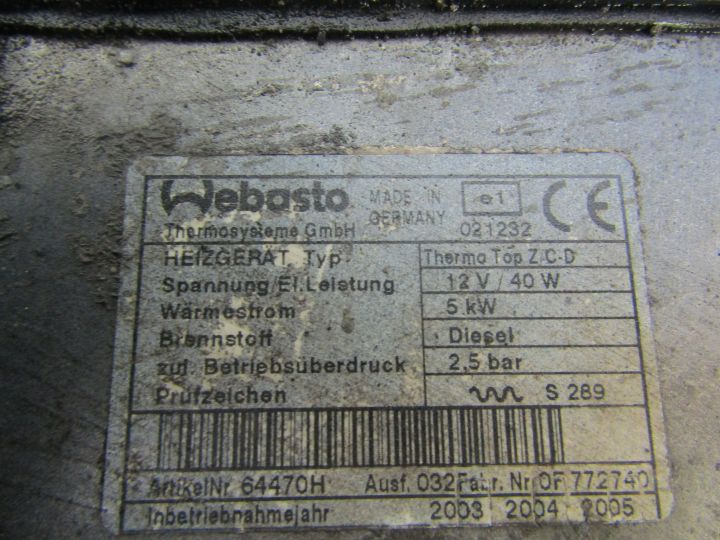 Webasto MADE IN GERMANY e1 CE
Thermosysteme GmbH 021232
HEIZGERÄT Typ Thermo Top Z/C-D
Spannung/El.Leistung 12 V / 40 W
Wärmestrom 5 kW
Brennstoff Diesel
zul. Betriebsüberdruck 2,5 bar
Prüfzeichen S 289
ArtikelNr. 64470H Ausf. 032 Fabr. Nr. OF 772740
Inbetriebnahmejahr 2003 2004 2005